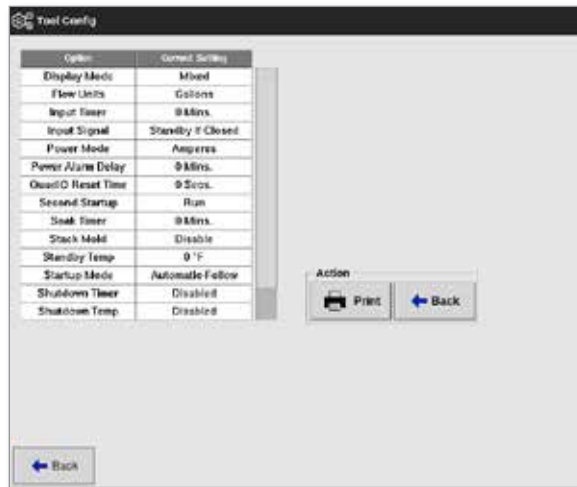 Tool Config
Option Current Setting
Display Mode Mixed
Flow Units Gallons
Input Timer 0 Mins.
Input Signal Standby If Closed
Power Mode Amperes
Power Alarm Delay 0 Mins.
QuadIO Reset Time 0 Secs.
Second Startup Run
Soak Timer 0 Mins.
Stack Mold Disable
Standby Temp 0 °F
Startup Mode Automatic Follow
Shutdown Timer Disabled
Shutdown Temp Disabled
Action
Print Back
Back